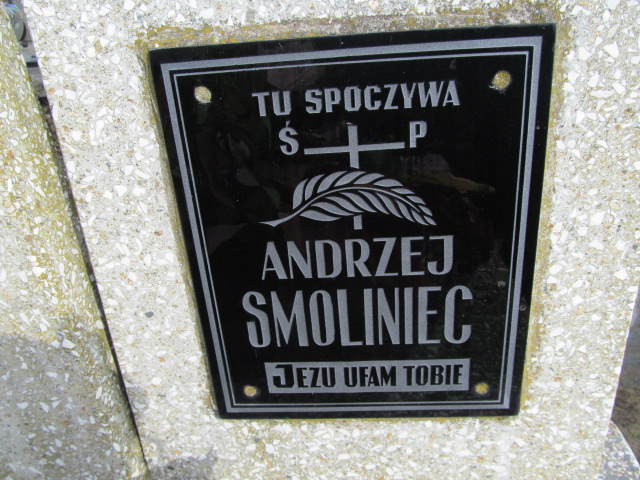 TU SPOCZYWA
Ś P
ANDRZEJ
SMOLINIEC
JEZU UFAM TOBIE